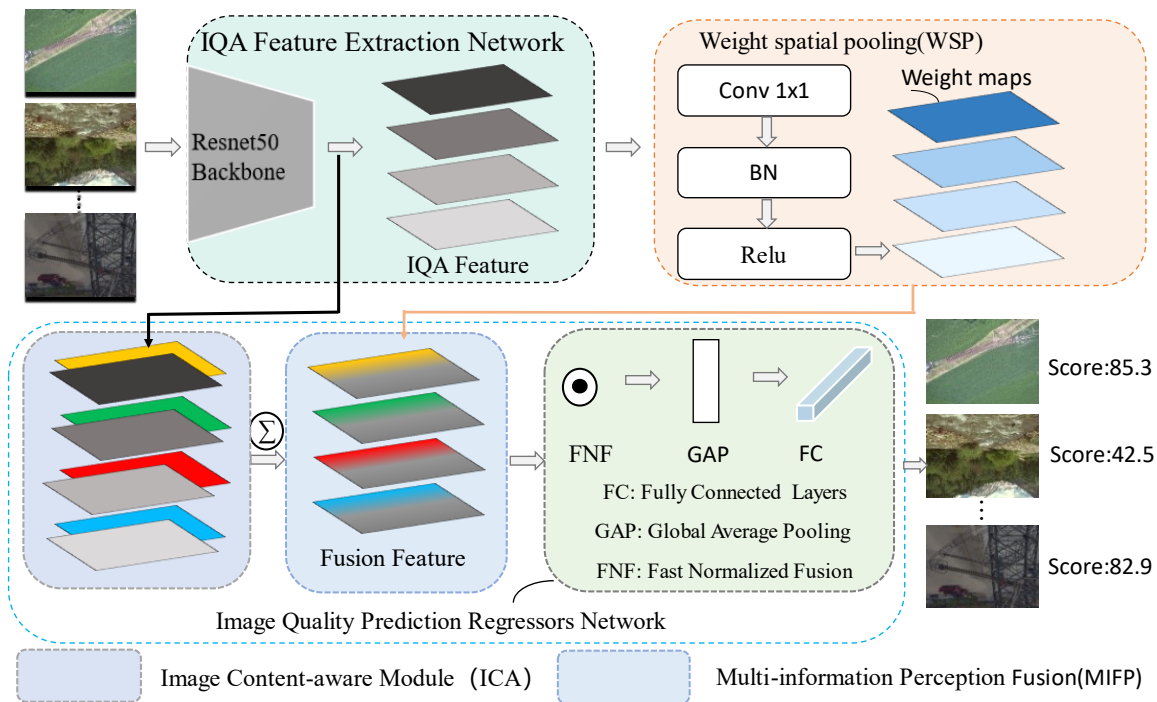 IQA Feature Extraction Network
Resnet50
Backbone
IQA Feature
Weight spatial pooling(WSP)
Conv 1x1
BN
Relu
Weight maps
∑
Fusion Feature
FNF
GAP
FC
FC: Fully Connected Layers
GAP: Global Average Pooling
FNF: Fast Normalized Fusion
Image Quality Prediction Regressors Network
Score:85.3
Score:42.5
Score:82.9
Image Content-aware Module（ICA）
Multi-information Perception Fusion(MIFP)